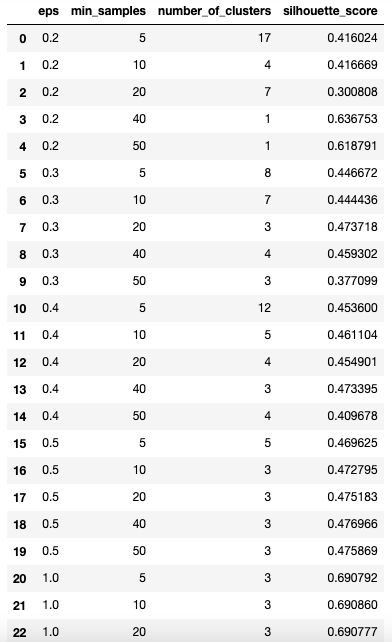 eps min_samples number_of_clusters silhouette_score
0 0.2 5 17 0.416024
1 0.2 10 4 0.416669
2 0.2 20 7 0.300808
3 0.2 40 1 0.636753
4 0.2 50 1 0.618791
5 0.3 5 8 0.446672
6 0.3 10 7 0.444436
7 0.3 20 3 0.473718
8 0.3 40 4 0.459302
9 0.3 50 3 0.377099
10 0.4 5 12 0.453600
11 0.4 10 5 0.461104
12 0.4 20 4 0.454901
13 0.4 40 3 0.473395
14 0.4 50 4 0.409678
15 0.5 5 5 0.469625
16 0.5 10 3 0.472795
17 0.5 20 3 0.475183
18 0.5 40 3 0.476966
19 0.5 50 3 0.475869
20 1.0 5 3 0.690792
21 1.0 10 3 0.690860
22 1.0 20 3 0.690777